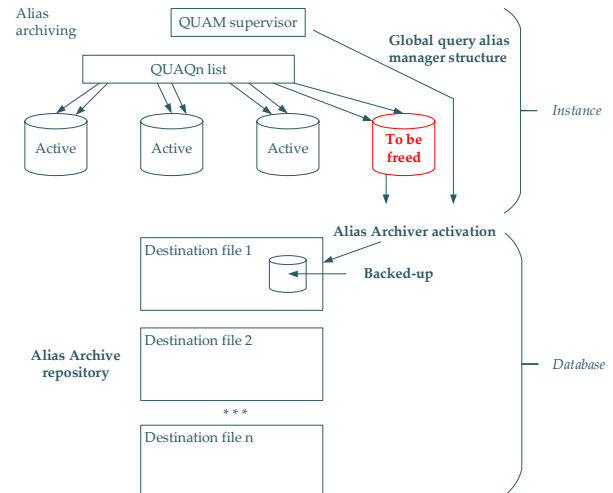 Alias
archiving
QUAM supervisor
Global query alias
manager structure
QUAQn list
Instance
Active
Active
Active
To be
freed
Alias Archiver activation
Destination file 1
Backed-up
Destination file 2
Alias Archive
repository
Database
* * *
Destination file n